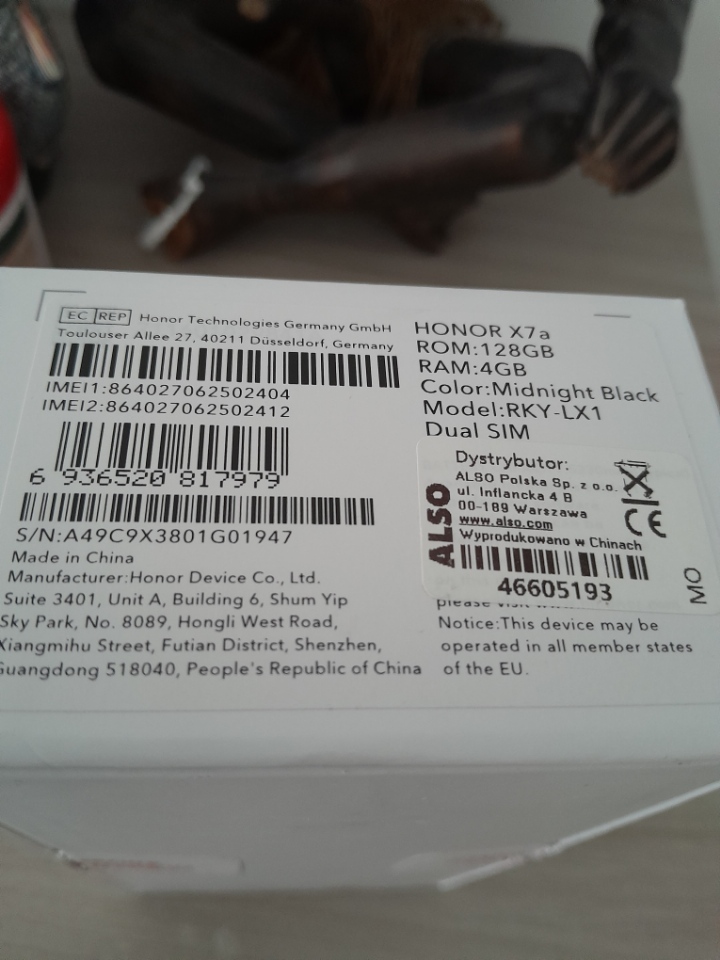 EC REP Honor Technologies Germany GmbH
Toulouser Allee 27, 40211 Düsseldorf, Germany
IMEI1:864027062502404
IMEI2:864027062502412
6 936520 817979
S/N:A49C9X3801G01947
Made in China
Manufacturer:Honor Device Co., Ltd.
Suite 3401, Unit A, Building 6, Shum Yip
Sky Park, No. 8089, Hongli West Road,
Xiangmihu Street, Futian District, Shenzhen,
Guangdong 518040, People's Republic of China
HONOR X7a
ROM:128GB
RAM:4GB
Color:Midnight Black
Model:RKY-LX1
Dual SIM
ALSO
Dystrybutor:
ALSO Polska Sp. z o.o.
ul. Inflancka 4 B
00-189 Warszawa
www.also.com
Wyprodukowano w Chinach
CE
46605193
MO
please
Notice:This device may be
operated in all member states
of the EU.